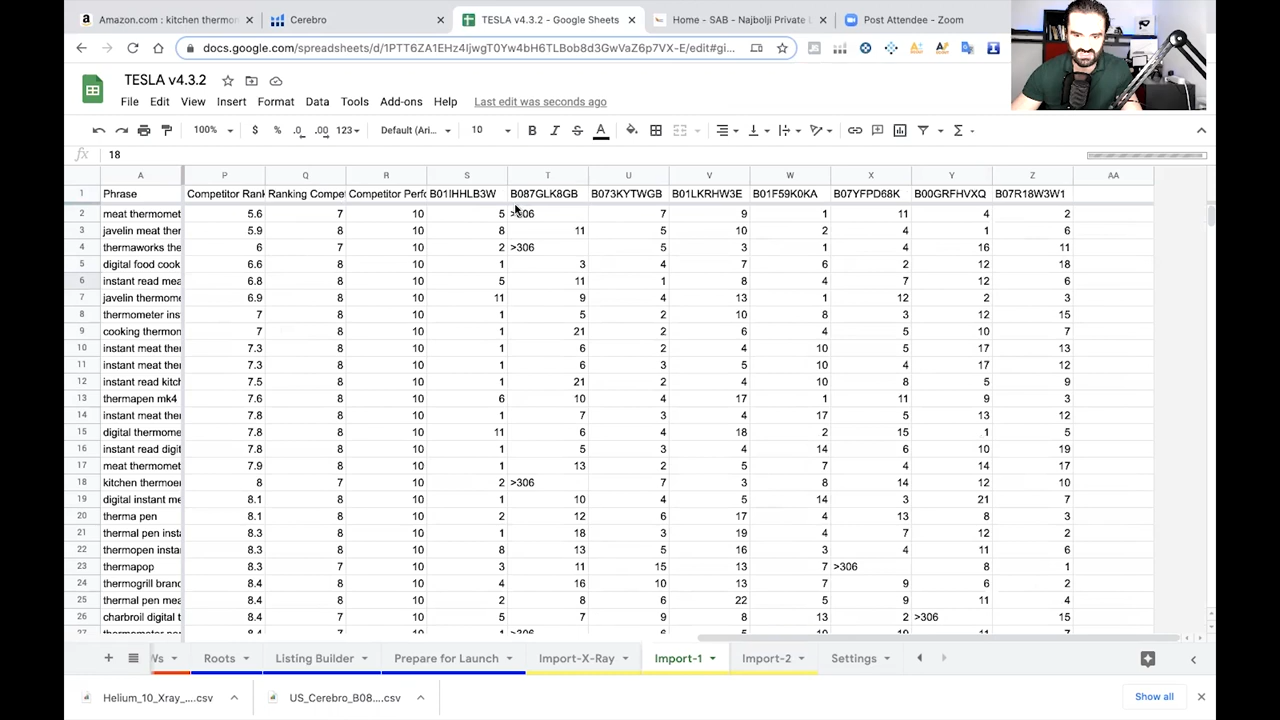 Amazon.com : kitchen thermo
Cerebro
TESLA v4.3.2 - Google Sheets
Home - SAB - Najbolji Private
Post Attendee - Zoom
docs.google.com/spreadsheets/d/1PTT6ZA1EHz4IjwgT0Yw4bH6TLBob8d3GwVaZ6p7VX-E/edit#gi...
TESLA v4.3.2
File Edit View Insert Format Data Tools Add-ons Help Last edit was seconds ago
100% $ % .0 .00 123 Default (Ari... 10 B I S A
fx 18
A P Q R S T U V W X Y Z AA
1 Phrase Competitor Rank Ranking Compet Competitor Perfo B01IHHLB3W B087GLK8GB B073KYTWGB B01LKRHW3E B01F59K0KA B07YFPD68K B00GRFHVXQ B07R18W3W1
2 meat thermomet 5.6 7 10 5 >306 7 9 1 11 4 2
3 javelin meat ther 5.9 8 10 8 11 5 10 2 4 1 6
4 thermaworks the 6 7 10 2 >306 5 3 1 4 16 11
5 digital food cook 6.6 8 10 1 3 4 7 6 2 12 18
6 instant read mea 6.8 8 10 5 11 1 8 4 7 12 6
7 javelin thermome 6.9 8 10 11 9 4 13 1 12 2 3
8 thermometer ins 7 8 10 1 5 2 10 8 3 12 15
9 cooking thermon 7 8 10 1 21 2 6 4 5 10 7
10 instant meat ther 7.3 8 10 1 6 2 4 10 5 17 13
11 instant meat ther 7.3 8 10 1 6 3 5 10 4 17 12
12 instant read kitch 7.5 8 10 1 21 2 4 10 8 5 9
13 thermapen mk4 7.6 8 10 6 10 4 17 1 11 9 3
14 instant meat ther 7.8 8 10 1 7 3 4 17 5 13 12
15 digital thermome 7.8 8 10 11 6 4 18 2 15 1 5
16 instant read digit 7.8 8 10 1 5 3 4 14 6 10 19
17 meat thermomet 7.9 8 10 1 13 2 5 7 4 14 17
18 kitchen thermoer 8 7 10 2 >306 7 3 8 14 12 10
19 digital instant me 8.1 8 10 1 10 4 5 14 3 21 7
20 therma pen 8.1 8 10 2 12 6 17 4 13 8 3
21 thermal pen insta 8.3 8 10 1 18 3 19 4 7 12 2
22 thermopen instan 8.3 8 10 8 13 5 16 3 4 11 6
23 thermapop 8.3 7 10 3 11 15 13 7 >306 8 1
24 thermogrill branc 8.4 8 10 4 16 10 13 7 9 6 2
25 thermal pen mea 8.4 8 10 2 8 6 22 5 9 11 4
26 charbroil digital t 8.4 7 10 5 7 9 8 13 2 >306 15
Ws Roots Listing Builder Prepare for Launch Import-X-Ray Import-1 Import-2 Settings
Helium_10_Xray_....csv US_Cerebro_B08....csv Show all